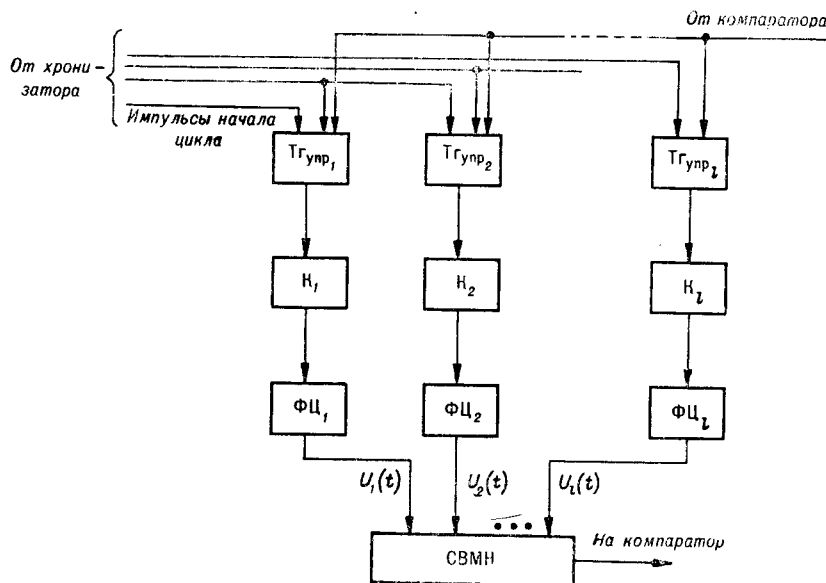 От компаратора
От хрони-
затора
Импульсы начала
цикла
Тгупр1
Тгупр2
Тгупрl
К1
К2
Кl
ФЦ1
ФЦ2
ФЦl
U1(t)
U2(t)
Ul(t)
...
СВМН
На компаратор